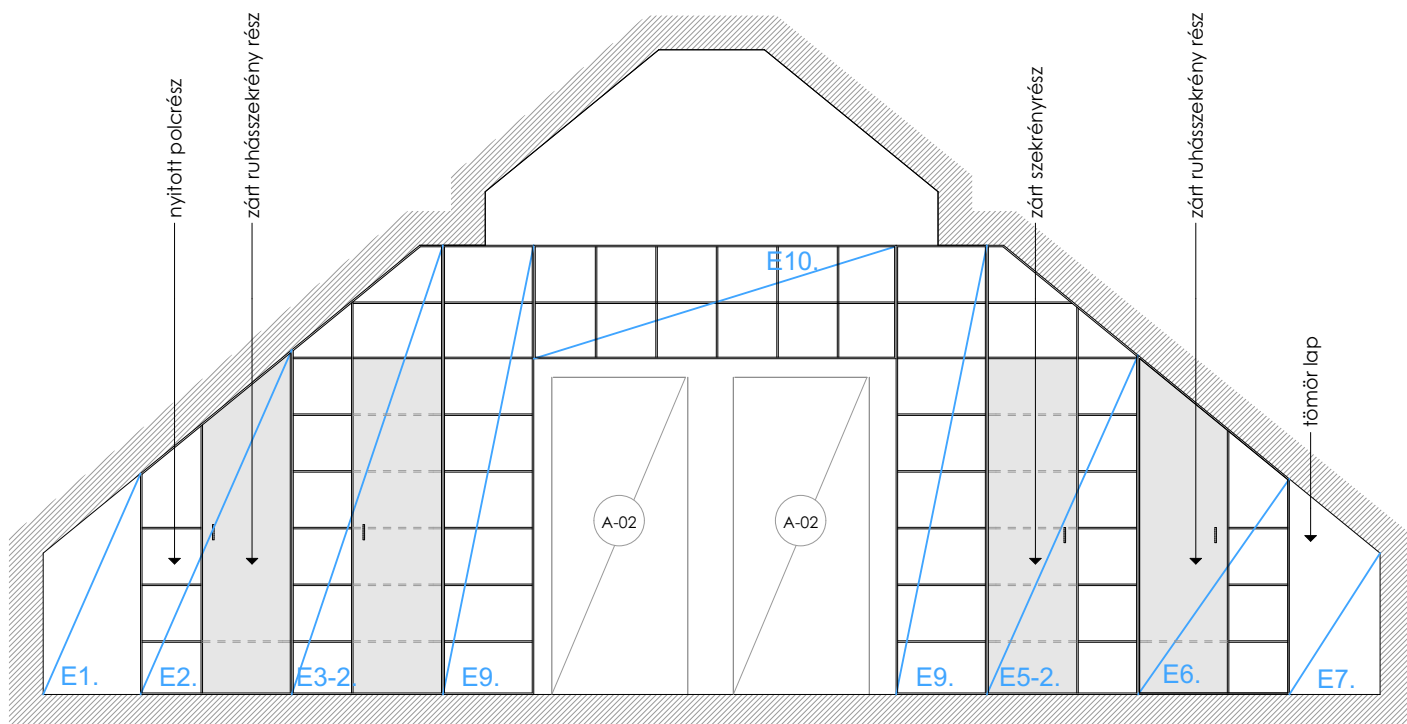 nyitott polcrész
zárt ruhásszekrény rész
zárt szekrényrész
zárt ruhásszekrény rész
tömör lap
E10.
A-02
A-02
E1.
E2.
E3-2.
E9.
E9.
E5-2.
E6.
E7.